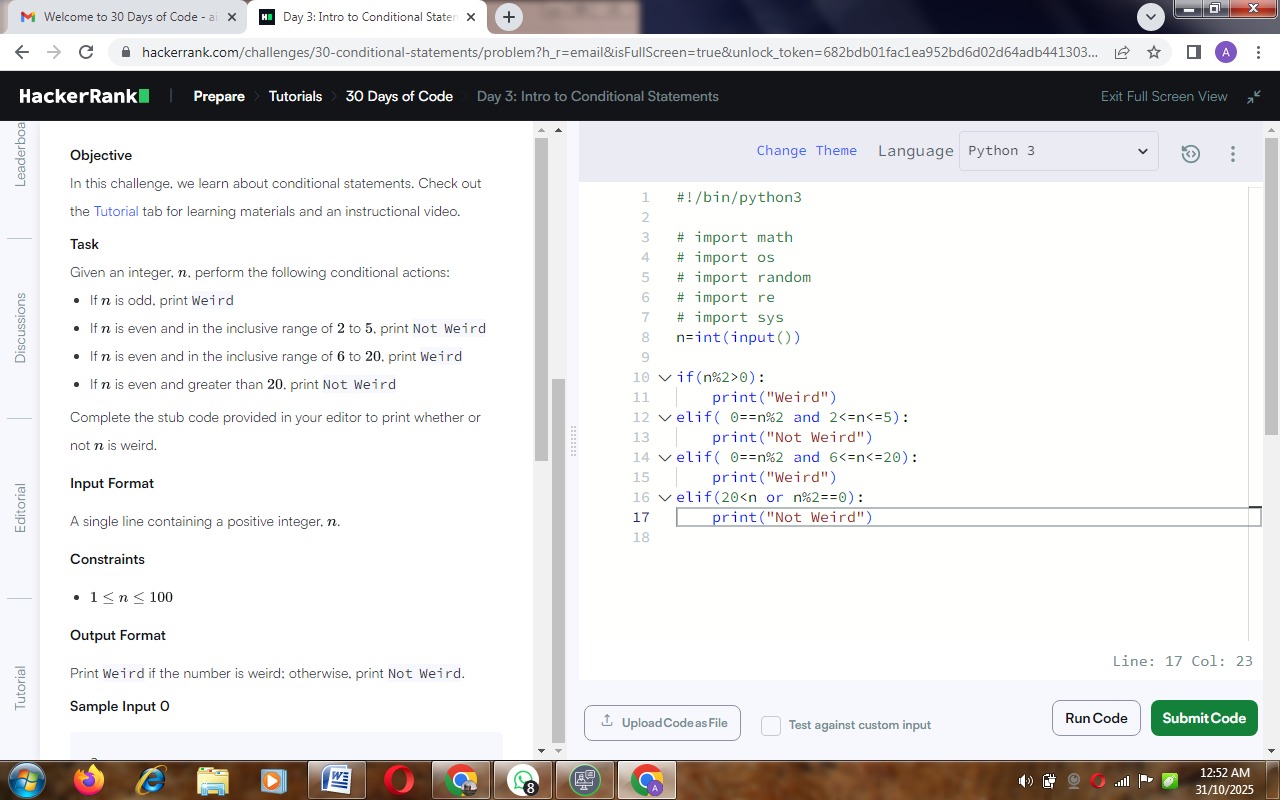 Welcome to 30 Days of Code - ai
Day 3: Intro to Conditional Statem
hackerrank.com/challenges/30-conditional-statements/problem?h_r=email&isFullScreen=true&unlock_token=682bdb01fac1ea952bd6d02d64adb441303...
A
HackerRank
Prepare
Tutorials
30 Days of Code
Day 3: Intro to Conditional Statements
Exit Full Screen View
Leaderboa
Discussions
Editorial
Tutorial
Objective
In this challenge, we learn about conditional statements. Check out
the Tutorial tab for learning materials and an instructional video.
Task
Given an integer, n, perform the following conditional actions:
• If n is odd, print Weird
• If n is even and in the inclusive range of 2 to 5, print Not Weird
• If n is even and in the inclusive range of 6 to 20, print Weird
• If n is even and greater than 20, print Not Weird
Complete the stub code provided in your editor to print whether or
not n is weird.
Input Format
A single line containing a positive integer, n.
Constraints
• 1 ≤ n ≤ 100
Output Format
Print Weird if the number is weird; otherwise, print Not Weird.
Sample Input 0
Change Theme
Language
Python 3
1 #!/bin/python3
2
3 # import math
4 # import os
5 # import random
6 # import re
7 # import sys
8 n=int(input())
9
10 if(n%2>0):
11     print("Weird")
12 elif( 0==n%2 and 2<=n<=5):
13     print("Not Weird")
14 elif( 0==n%2 and 6<=n<=20):
15     print("Weird")
16 elif(20<n or n%2==0):
17     print("Not Weird")
18
Line: 17 Col: 23
Upload Code as File
Test against custom input
Run Code
Submit Code
8
A
12:52 AM
31/10/2025